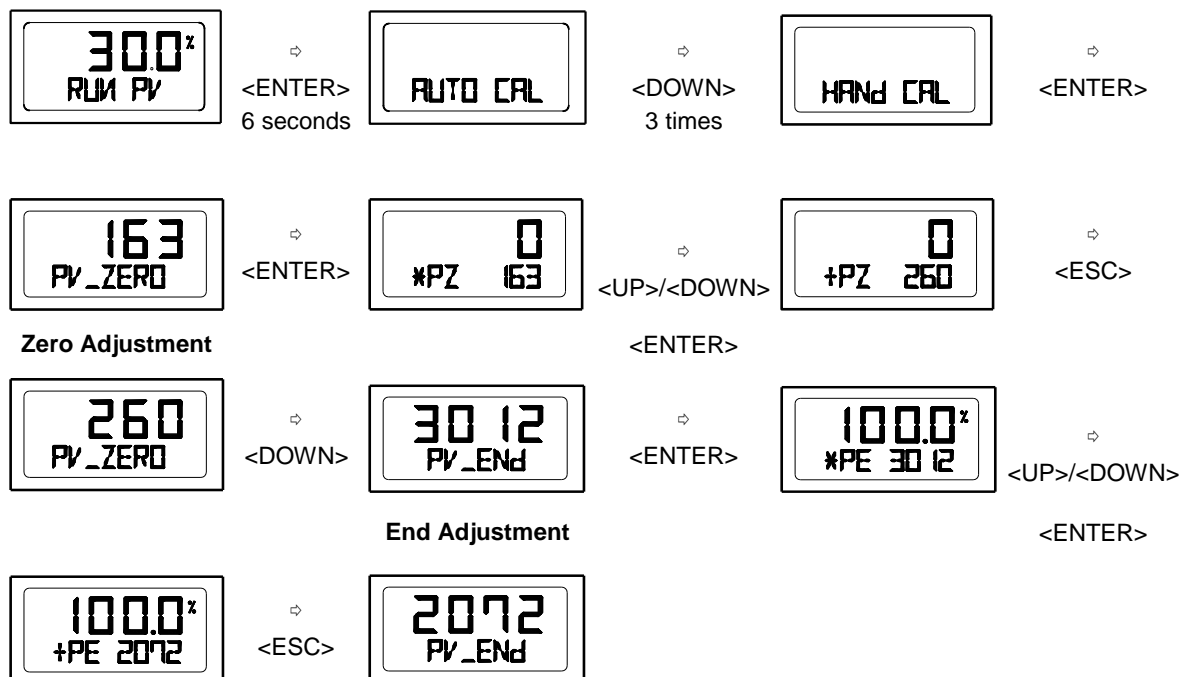 30.0%
RUN PV
⇨
<ENTER>
6 seconds
AUTO CAL
⇨
<DOWN>
3 times
HANd CAL
⇨
<ENTER>
163
PV_ZERO
⇨
<ENTER>
0
*PZ 163
⇨
<UP>/<DOWN>
<ENTER>
0
+PZ 260
⇨
<ESC>
Zero Adjustment
260
PV_ZERO
⇨
<DOWN>
3012
PV_ENd
⇨
<ENTER>
100.0%
*PE 3012
⇨
<UP>/<DOWN>
<ENTER>
End Adjustment
100.0%
+PE 2072
⇨
<ESC>
2072
PV_ENd